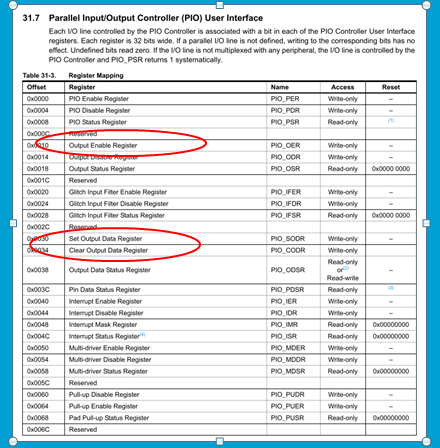 31.7 Parallel Input/Output Controller (PIO) User Interface
Each I/O line controlled by the PIO Controller is associated with a bit in each of the PIO Controller User Interface
registers. Each register is 32 bits wide. If a parallel I/O line is not defined, writing to the corresponding bits has no
effect. Undefined bits read zero. If the I/O line is not multiplexed with any peripheral, the I/O line is controlled by the
PIO Controller and PIO_PSR returns 1 systematically.
Table 31-3. Register Mapping
Offset Register Name Access Reset
0x0000 PIO Enable Register PIO_PER Write-only –
0x0004 PIO Disable Register PIO_PDR Write-only –
0x0008 PIO Status Register PIO_PSR Read-only (1)
0x000C Reserved
0x0010 Output Enable Register PIO_OER Write-only –
0x0014 Output Disable Register PIO_ODR Write-only –
0x0018 Output Status Register PIO_OSR Read-only 0x0000 0000
0x001C Reserved
0x0020 Glitch Input Filter Enable Register PIO_IFER Write-only –
0x0024 Glitch Input Filter Disable Register PIO_IFDR Write-only –
0x0028 Glitch Input Filter Status Register PIO_IFSR Read-only 0x0000 0000
0x002C Reserved
0x0030 Set Output Data Register PIO_SODR Write-only –
0x0034 Clear Output Data Register PIO_CODR Write-only
0x0038 Output Data Status Register PIO_ODSR Read-only
or(2)
Read-write –
0x003C Pin Data Status Register PIO_PDSR Read-only (3)
0x0040 Interrupt Enable Register PIO_IER Write-only –
0x0044 Interrupt Disable Register PIO_IDR Write-only –
0x0048 Interrupt Mask Register PIO_IMR Read-only 0x00000000
0x004C Interrupt Status Register(4) PIO_ISR Read-only 0x00000000
0x0050 Multi-driver Enable Register PIO_MDER Write-only –
0x0054 Multi-driver Disable Register PIO_MDDR Write-only –
0x0058 Multi-driver Status Register PIO_MDSR Read-only 0x00000000
0x005C Reserved
0x0060 Pull-up Disable Register PIO_PUDR Write-only –
0x0064 Pull-up Enable Register PIO_PUER Write-only –
0x0068 Pad Pull-up Status Register PIO_PUSR Read-only 0x00000000
0x006C Reserved